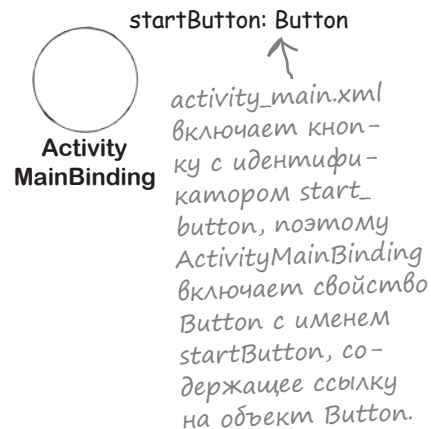 startButton: Button
Activity
MainBinding
activity_main.xml
включает кноп-
ку с идентифи-
катором start_
button, поэтому
ActivityMainBinding
включает свойство
Button с именем
startButton, со-
держащее ссылку
на объект Button.